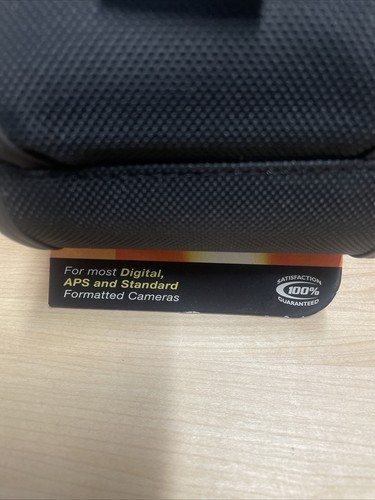 For most Digital,
APS and Standard
Formatted Cameras
SATISFACTION
100%
GUARANTEED